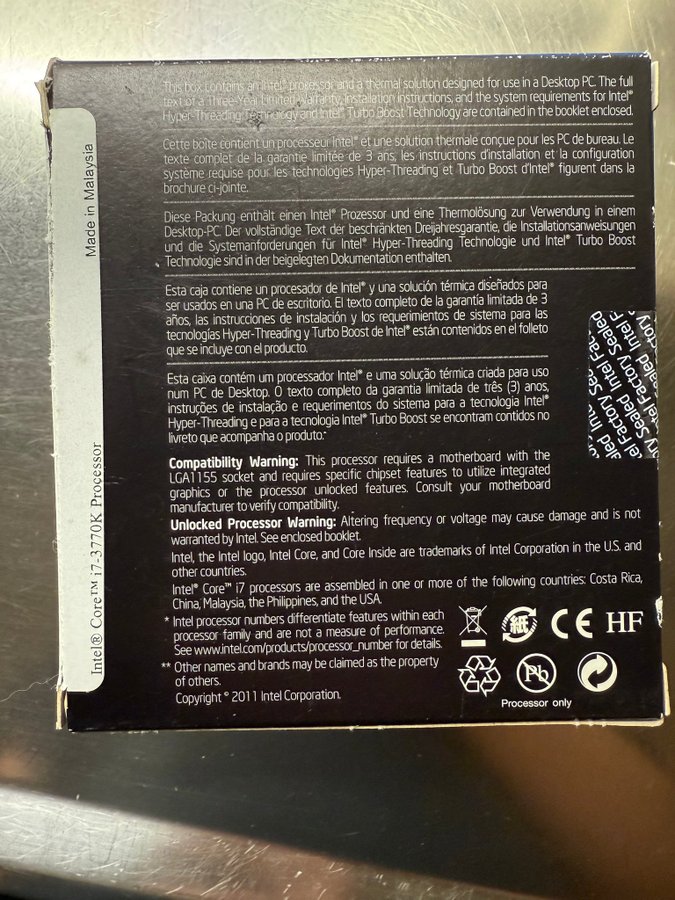 This box contains an Intel® processor and a thermal solution designed for use in a Desktop PC. The full
text of a Three-Year Limited Warranty, installation instructions, and the system requirements for Intel®
Hyper-Threading Technology and Intel® Turbo Boost Technology are contained in the booklet enclosed.
Cette boîte contient un processeur Intel® et une solution thermale conçue pour les PC de bureau. Le
texte complet de la garantie limitée de 3 ans, les instructions d'installation et la configuration
système requise pour les technologies Hyper-Threading et Turbo Boost d'Intel® figurent dans la
brochure ci-jointe.
Diese Packung enthält einen Intel® Prozessor und eine Thermolösung zur Verwendung in einem
Desktop-PC. Der vollständige Text der beschränkten Dreijahresgarantie, die Installationsanweisungen
und die Systemanforderungen für Intel® Hyper-Threading Technologie und Intel® Turbo Boost
Technologie sind in der beigelegten Dokumentation enthalten.
Esta caja contiene un procesador de Intel® y una solución térmica diseñados para
ser usados en una PC de escritorio. El texto completo de la garantía limitada de 3
años, las instrucciones de instalación y los requerimientos de sistema para las
tecnologías Hyper-Threading y Turbo Boost de Intel® están contenidos en el folleto
que se incluye con el producto.
Esta caixa contém um processador Intel® e uma solução térmica criada para uso
num PC de Desktop. O texto completo da garantia limitada de três (3) anos,
instruções de instalação e requerimentos do sistema para a tecnologia Intel®
Hyper-Threading e para a tecnologia Intel® Turbo Boost se encontram contidos no
livreto que acompanha o produto.
Compatibility Warning: This processor requires a motherboard with the
LGA1155 socket and requires specific chipset features to utilize integrated
graphics or the processor unlocked features. Consult your motherboard
manufacturer to verify compatibility.
Unlocked Processor Warning: Altering frequency or voltage may cause damage and is not
warranted by Intel. See enclosed booklet.
Intel, the Intel logo, Intel Core, and Core Inside are trademarks of Intel Corporation in the U.S. and
other countries.
Intel® Core™ i7 processors are assembled in one or more of the following countries: Costa Rica,
China, Malaysia, the Philippines, and the USA.
* Intel processor numbers differentiate features within each
processor family and are not a measure of performance.
See www.intel.com/products/processor_number for details.
** Other names and brands may be claimed as the property
of others.
Copyright © 2011 Intel Corporation.
紙
CE
HF
Pb
Processor only
Made in Malaysia
Intel® Core™ i7-3770K Processor
Intel Factory Sealed